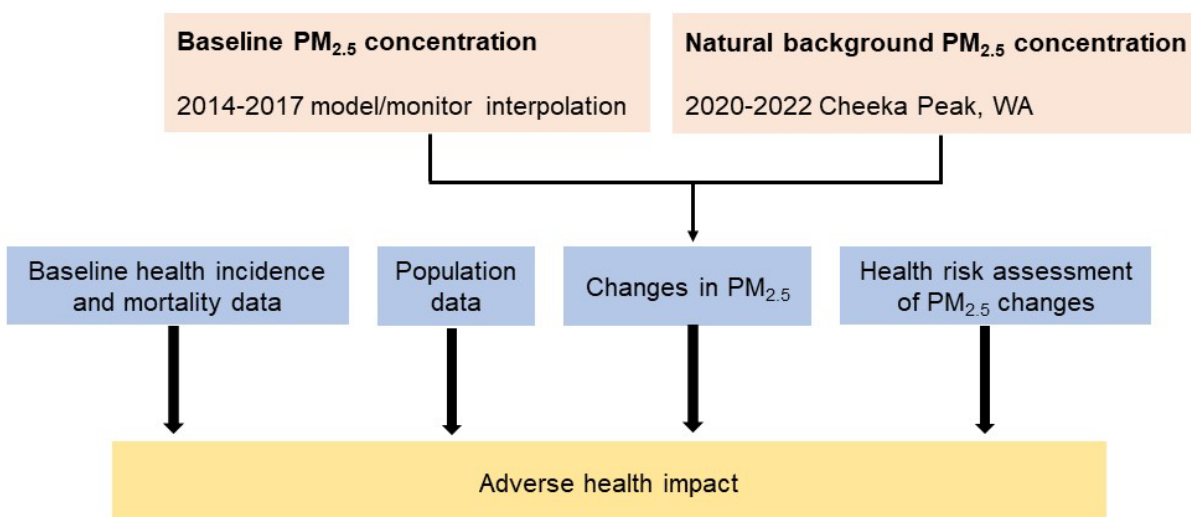 Baseline PM2.5 concentration
2014-2017 model/monitor interpolation
Natural background PM2.5 concentration
2020-2022 Cheeka Peak, WA
Baseline health incidence
and mortality data
Population
data
Changes in PM2.5
Health risk assessment
of PM2.5 changes
Adverse health impact